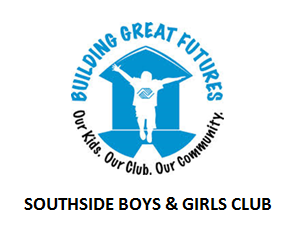 BUILDING GREAT FUTURES
Our Kids. Our Club. Our Community.
SOUTHSIDE BOYS & GIRLS CLUB